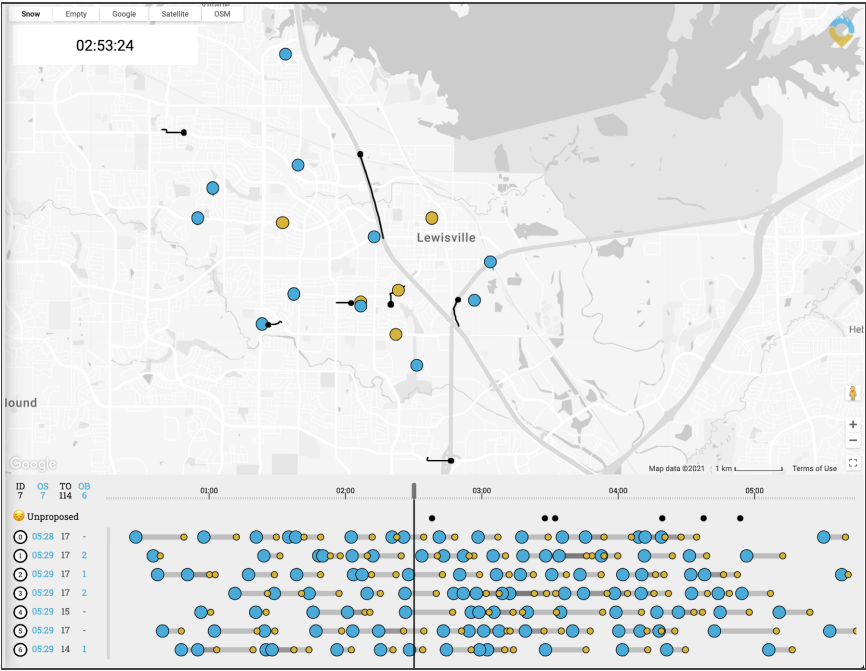 Snow Empty Google Satellite OSM
02:53:24
Lewisville
Heb
lound
Google
Map data ©2021 1 km Terms of Use
ID OS TO OB
7 7 114 6
01:00 02:00 03:00 04:00 05:00
Unproposed
0 05:28 17 -
1 05:29 17 2
2 05:29 17 1
3 05:29 17 2
4 05:29 15 -
5 05:29 17 -
6 05:29 14 1